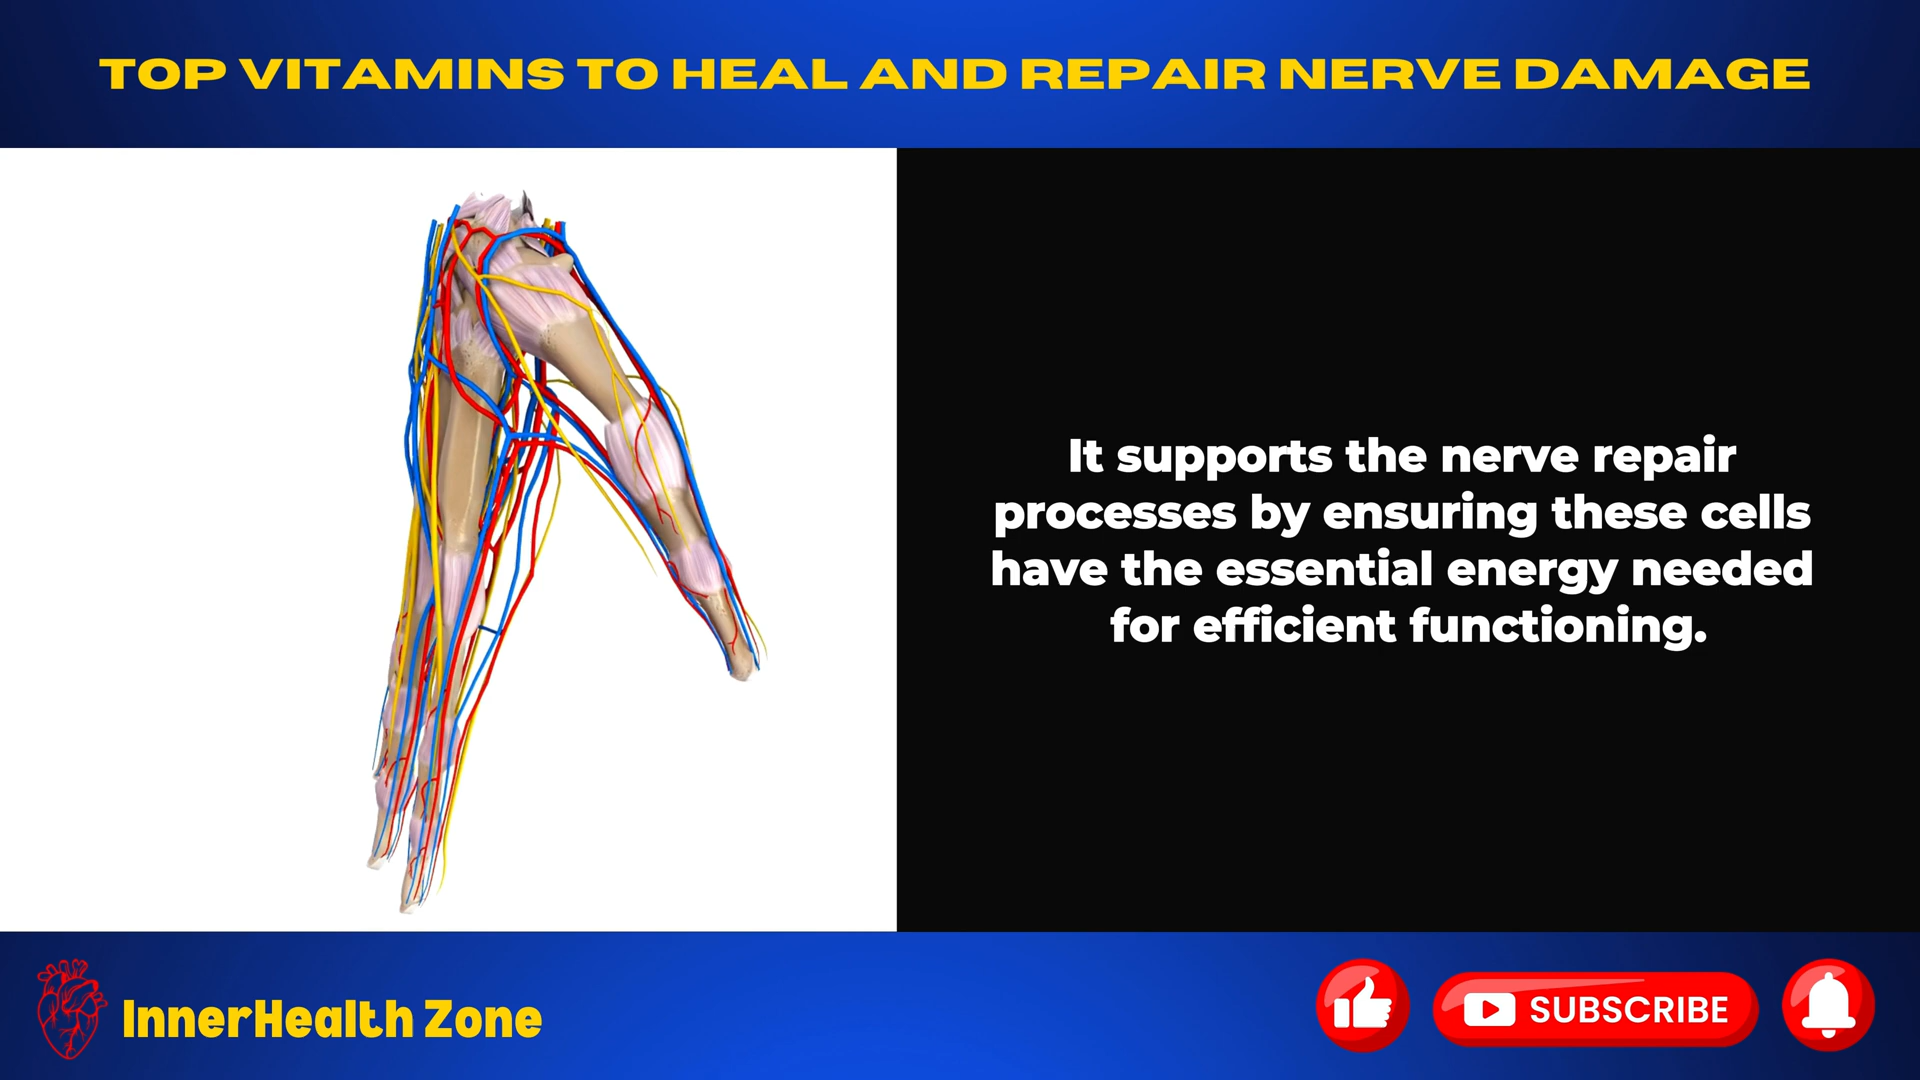 TOP VITAMINS TO HEAL AND REPAIR NERVE DAMAGE
It supports the nerve repair
processes by ensuring these cells
have the essential energy needed
for efficient functioning.
InnerHealth Zone
SUBSCRIBE